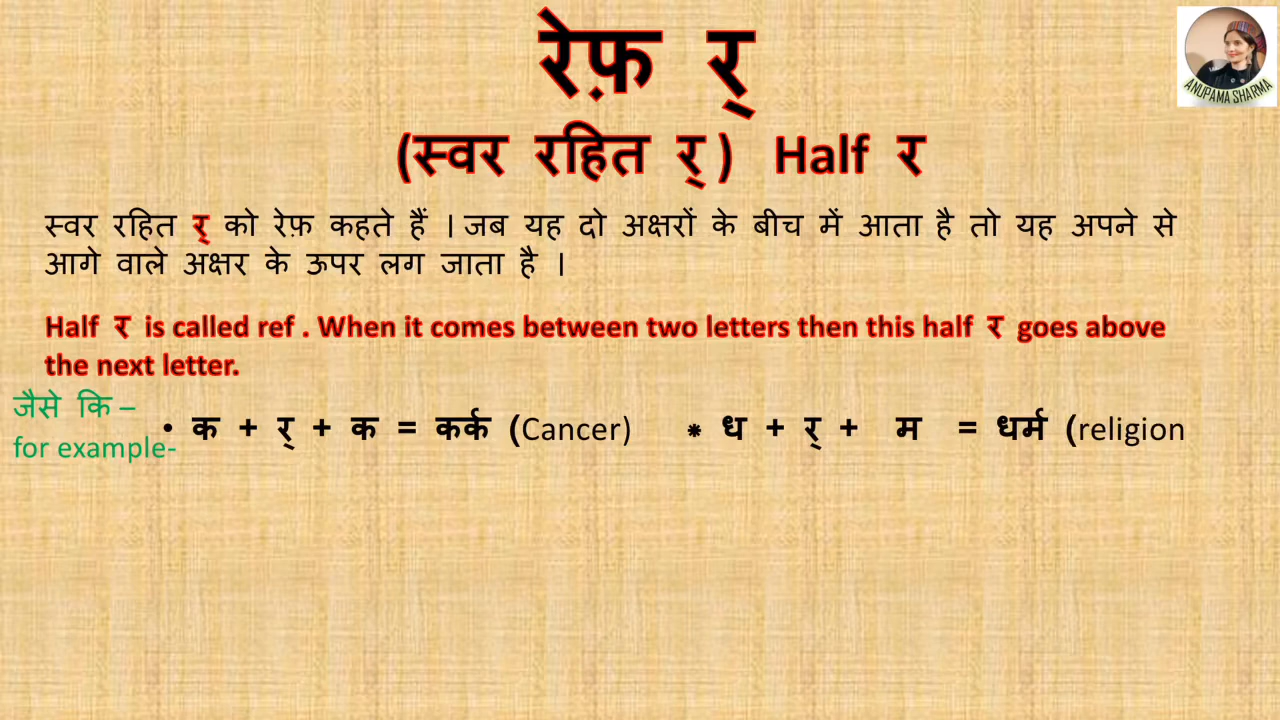 रेफ़ र्
(स्वर रहित र् ) Half र
ANUPAMA SHARMA
स्वर रहित र् को रेफ़ कहते हैं । जब यह दो अक्षरों के बीच में आता है तो यह अपने से
आगे वाले अक्षर के ऊपर लग जाता है ।
Half र is called ref . When it comes between two letters then this half र goes above
the next letter.
जैसे कि –
for example-
• क + र् + क = कर्क (Cancer) * ध + र् + म = धर्म (religion